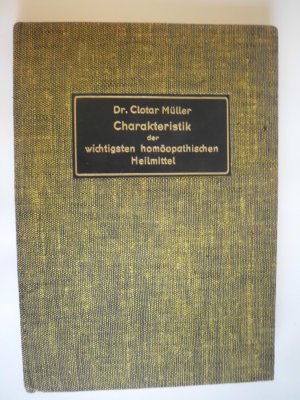 Dr. Clotar Müller
Charakteristik
der
wichtigsten homöopathischen
Heilmittel